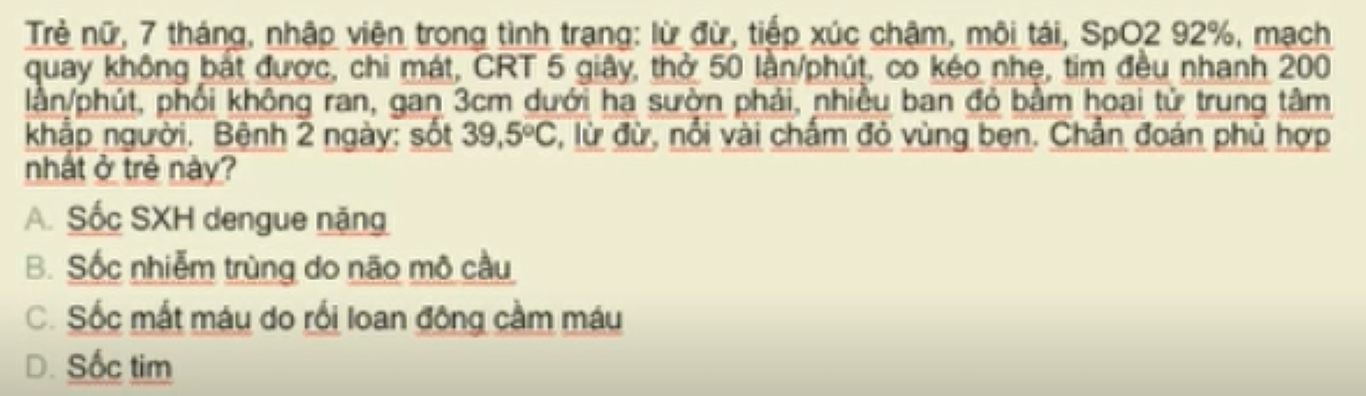 Trẻ nữ, 7 tháng, nhập viện trong tình trạng: lừ đừ, tiếp xúc chậm, môi tái, SpO2 92%, mạch
quay không bắt được, chi mát, CRT 5 giây, thở 50 lần/phút, co kéo nhẹ, tim đều nhanh 200
lần/phút, phổi không ran, gan 3cm dưới hạ sườn phải, nhiều ban đỏ bầm hoại tử trung tâm
khắp người. Bệnh 2 ngày: sốt 39,5ºC, lừ đừ, nổi vài chấm đỏ vùng bẹn. Chẩn đoán phù hợp
nhất ở trẻ này?
A. Sốc SXH dengue nặng
B. Sốc nhiễm trùng do não mô cầu
C. Sốc mất máu do rối loạn đông cầm máu
D. Sốc tim